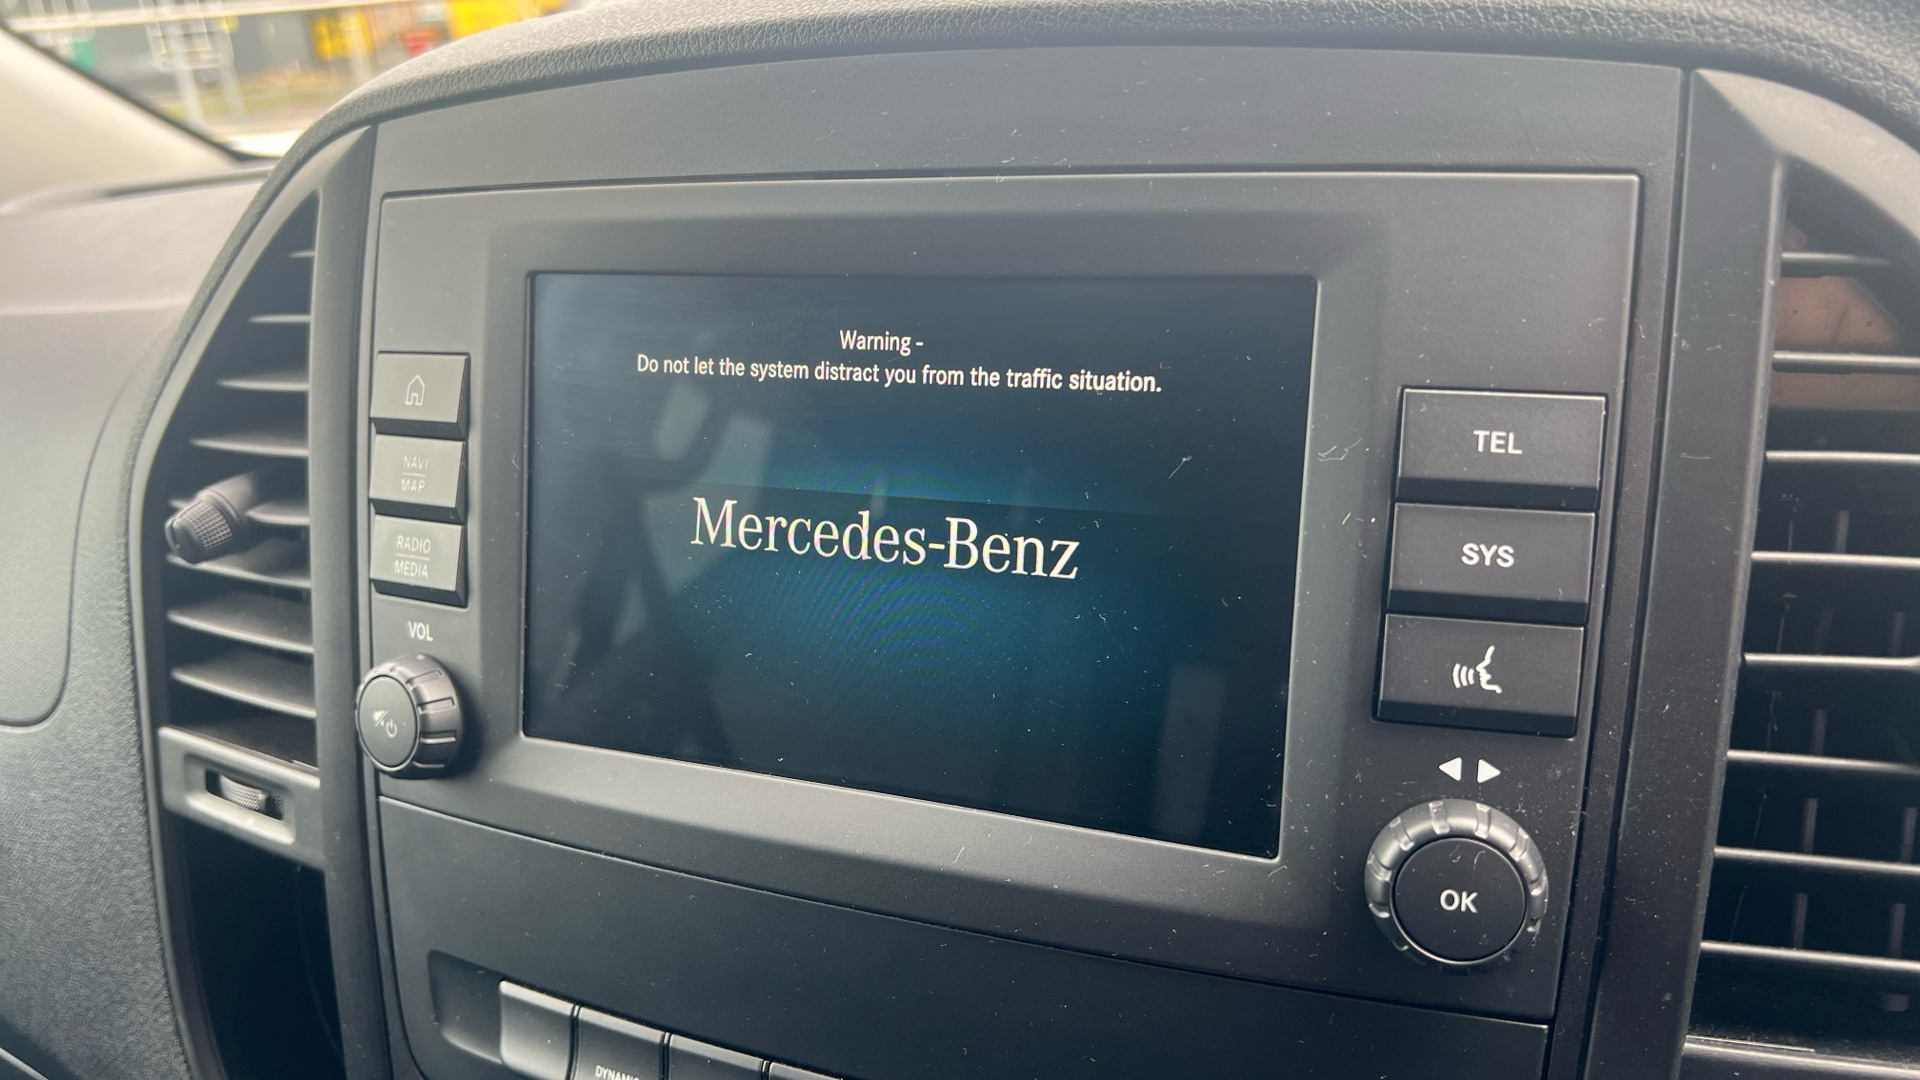 Warning -
Do not let the system distract you from the traffic situation.
Mercedes-Benz
NAVI
MAP
RADIO
MEDIA
VOL
TEL
SYS
OK